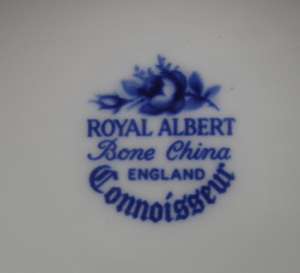 ROYAL ALBERT
Bone China
ENGLAND
Connoisseur